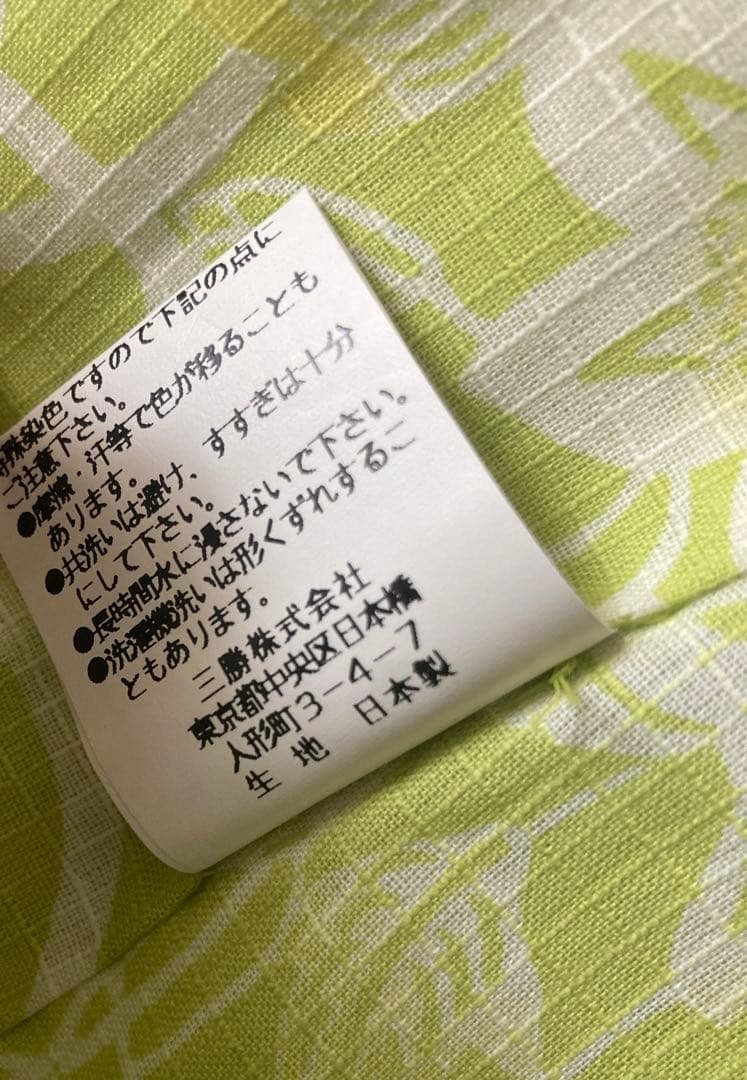 特殊染色ですので下記の点に
ご注意下さい。
●摩擦・汗等で色が移ることも
あります。
●共洗いは避け、すすぎは十分
にして下さい。
●長時間水に浸さないで下さい。
●洗濯機洗いは形くずれするこ
ともあります。
三勝株式会社
東京都中央区日本橋
人形町3-4-7
生地 日本製